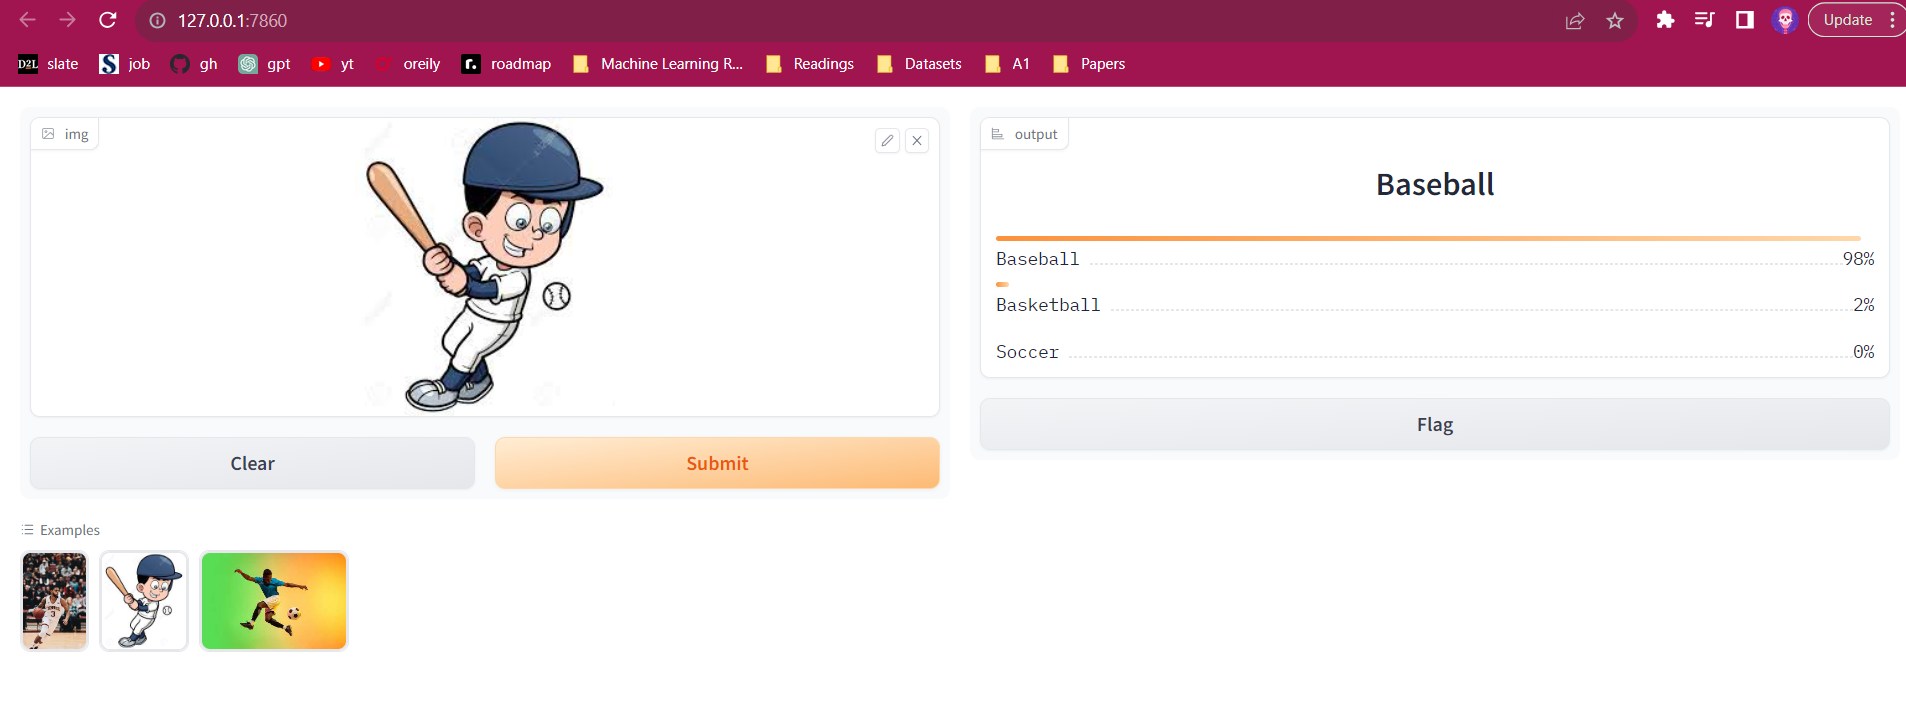 127.0.0.1:7860
Update
D2L slate job gh gpt yt oreily r. roadmap Machine Learning R... Readings Datasets A1 Papers
img
output
Baseball
Baseball 98%
Basketball 2%
Soccer 0%
Flag
Clear Submit
Examples